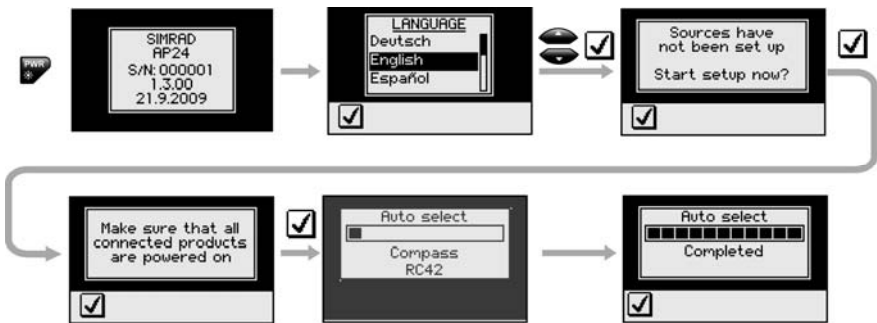 PWR
SIMRAD
AP24
S/N: 000001
1.3.00
21.9.2009
LANGUAGE
Deutsch
English
Español
Sources have
not been set up
Start setup now?
Make sure that all
connected products
are powered on
Auto select
Compass
RC42
Auto select
Completed